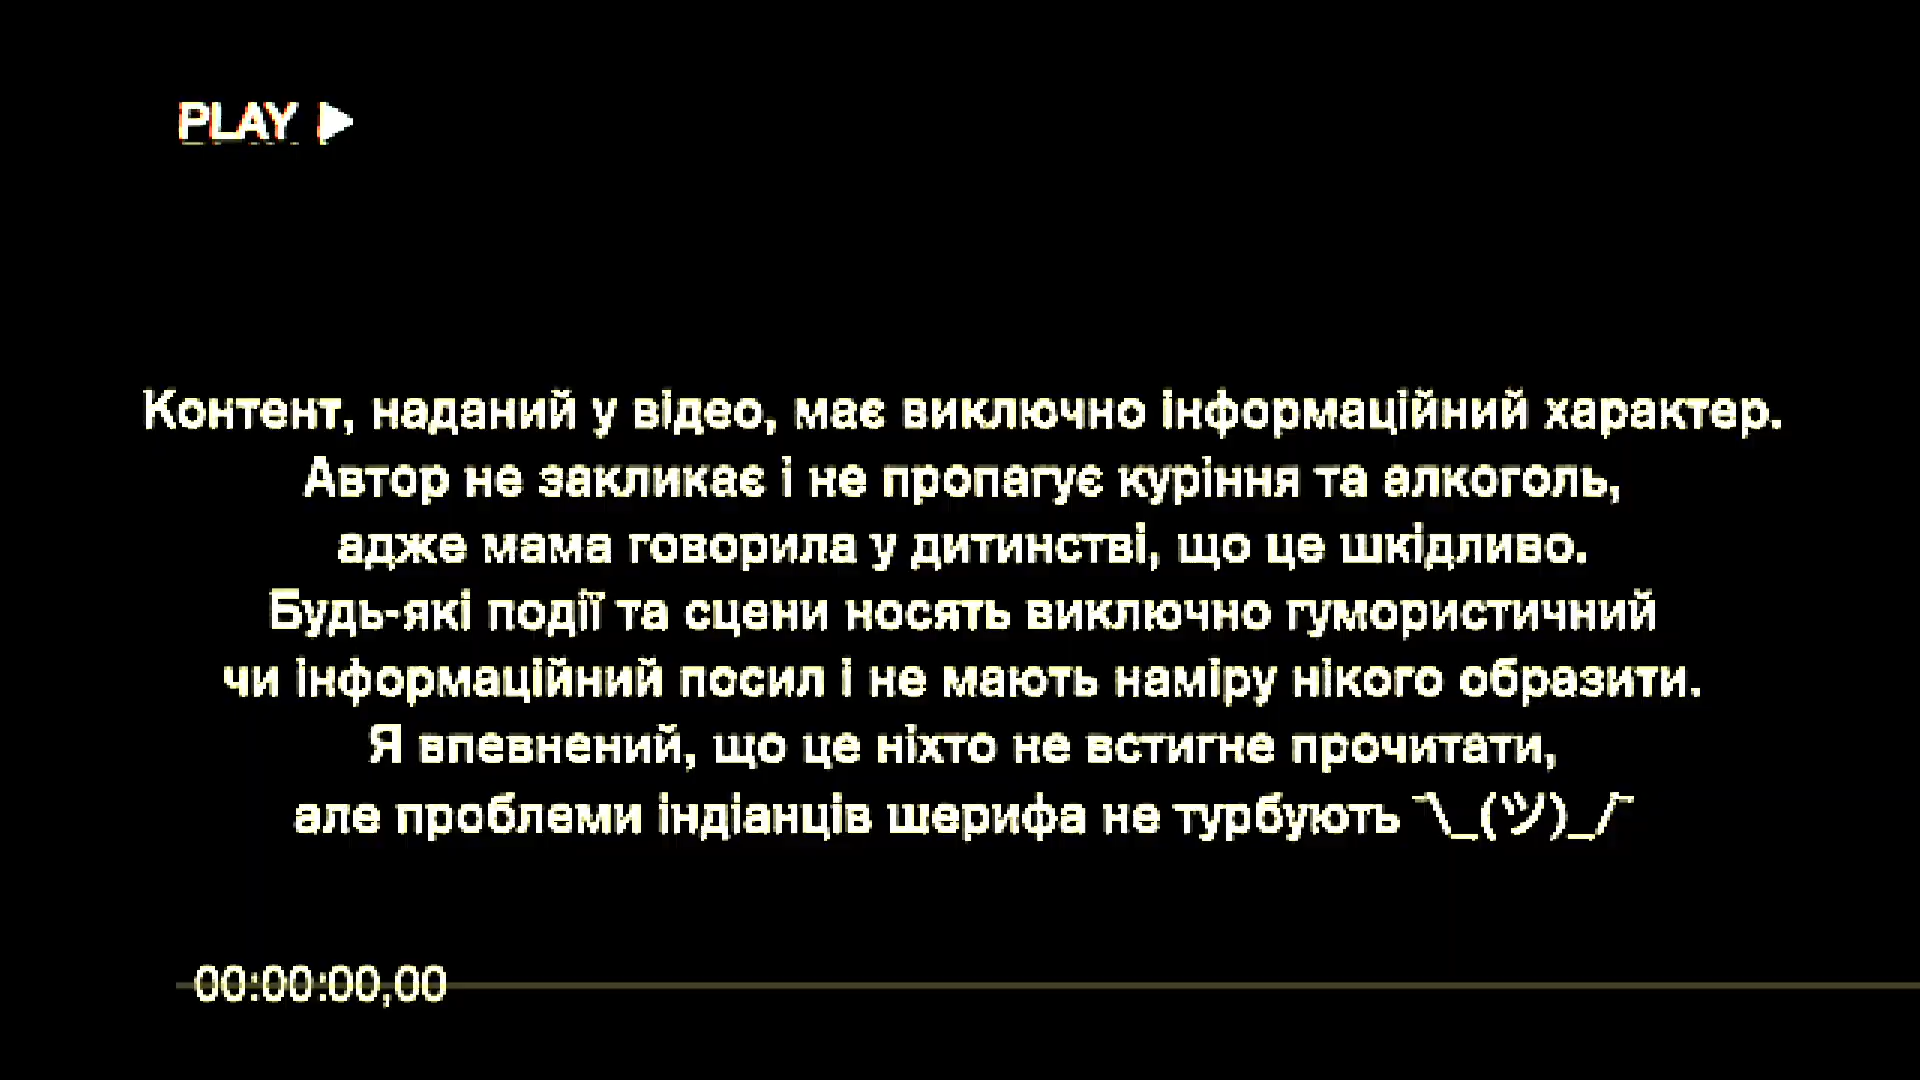 PLAY ▶
Контент, наданий у відео, має виключно інформаційний характер.
Автор не закликає і не пропагує куріння та алкоголь,
адже мама говорила у дитинстві, що це шкідливо.
Будь-які події та сцени носять виключно гумористичний
чи інформаційний посил і не мають наміру нікого образити.
Я впевнений, що це ніхто не встигне прочитати,
але проблеми індіанців шерифа не турбують ¯\_(ツ)_/¯
00:00:00,00